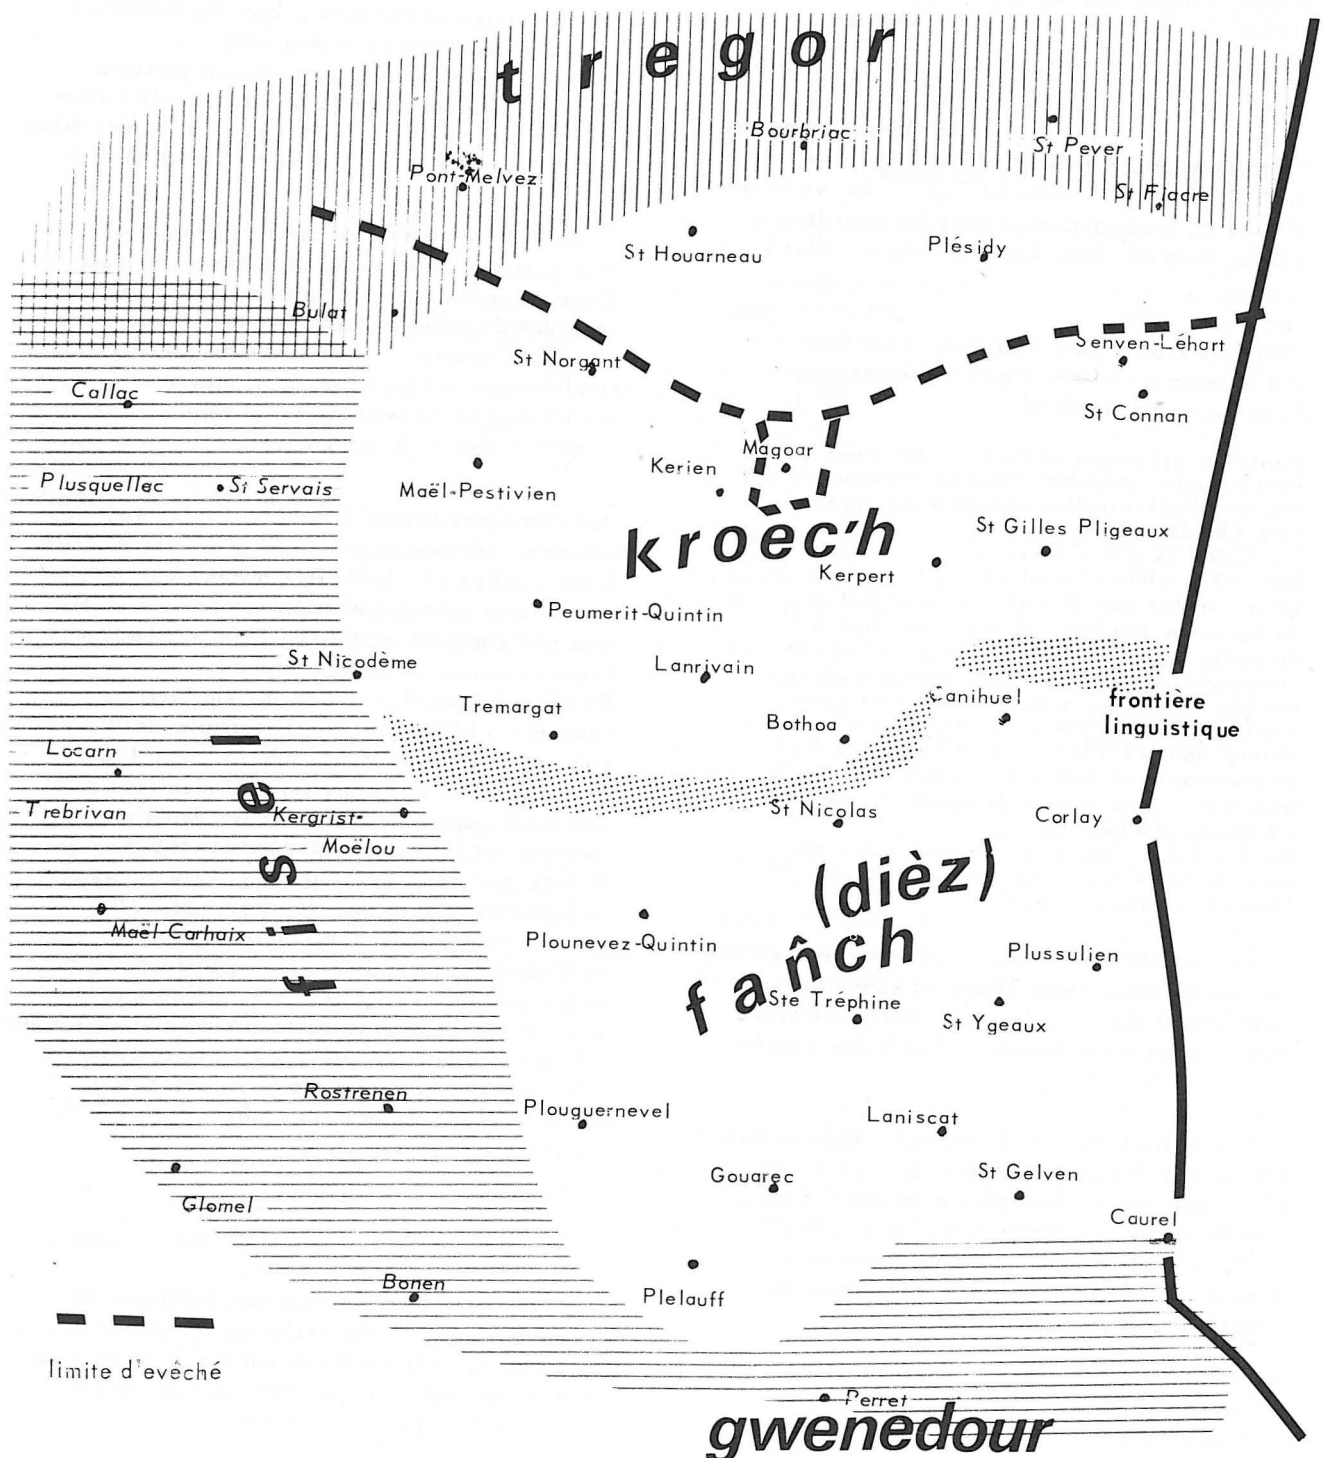 tregor
Bourbriac
St Pever
Pont-Melvez
St Fiacre
St Houarneau
Plésidy
Bulat
St Norgant
Senven-Léhart
Callac
St Connan
Magoar
Kerien
Plusquellac
St Servais
Maël-Pestivien
kroec'h
St Gilles Pligeaux
Kerpert
Peumerit-Quintin
St Nicodème
Lanrivain
Canihuel
frontière
linguistique
Tremargat
Bothoa
Locarn
Trebrivan
Kergrist-
Moëlou
St Nicolas
Corlay
fisel
(dièz)
fañch
Maël-Carhaix
Plounevez-Quintin
Plussulien
Ste Tréphine
St Ygeaux
Rostrenen
Plouguernevel
Laniscat
Gouarec
St Gelven
Glomel
Caurel
Bonen
Plelauff
limite d'evêché
Perret
gwenedour